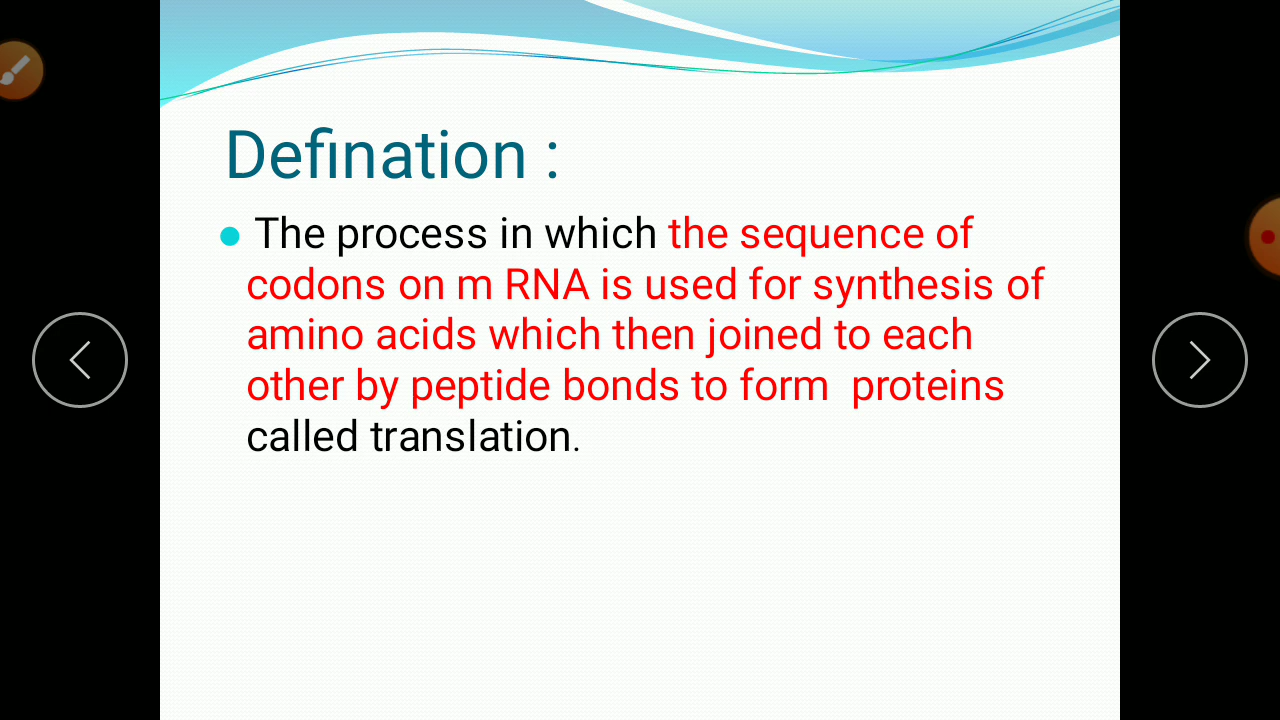 Defination :
The process in which the sequence of
codons on m RNA is used for synthesis of
amino acids which then joined to each
other by peptide bonds to form  proteins
called translation.